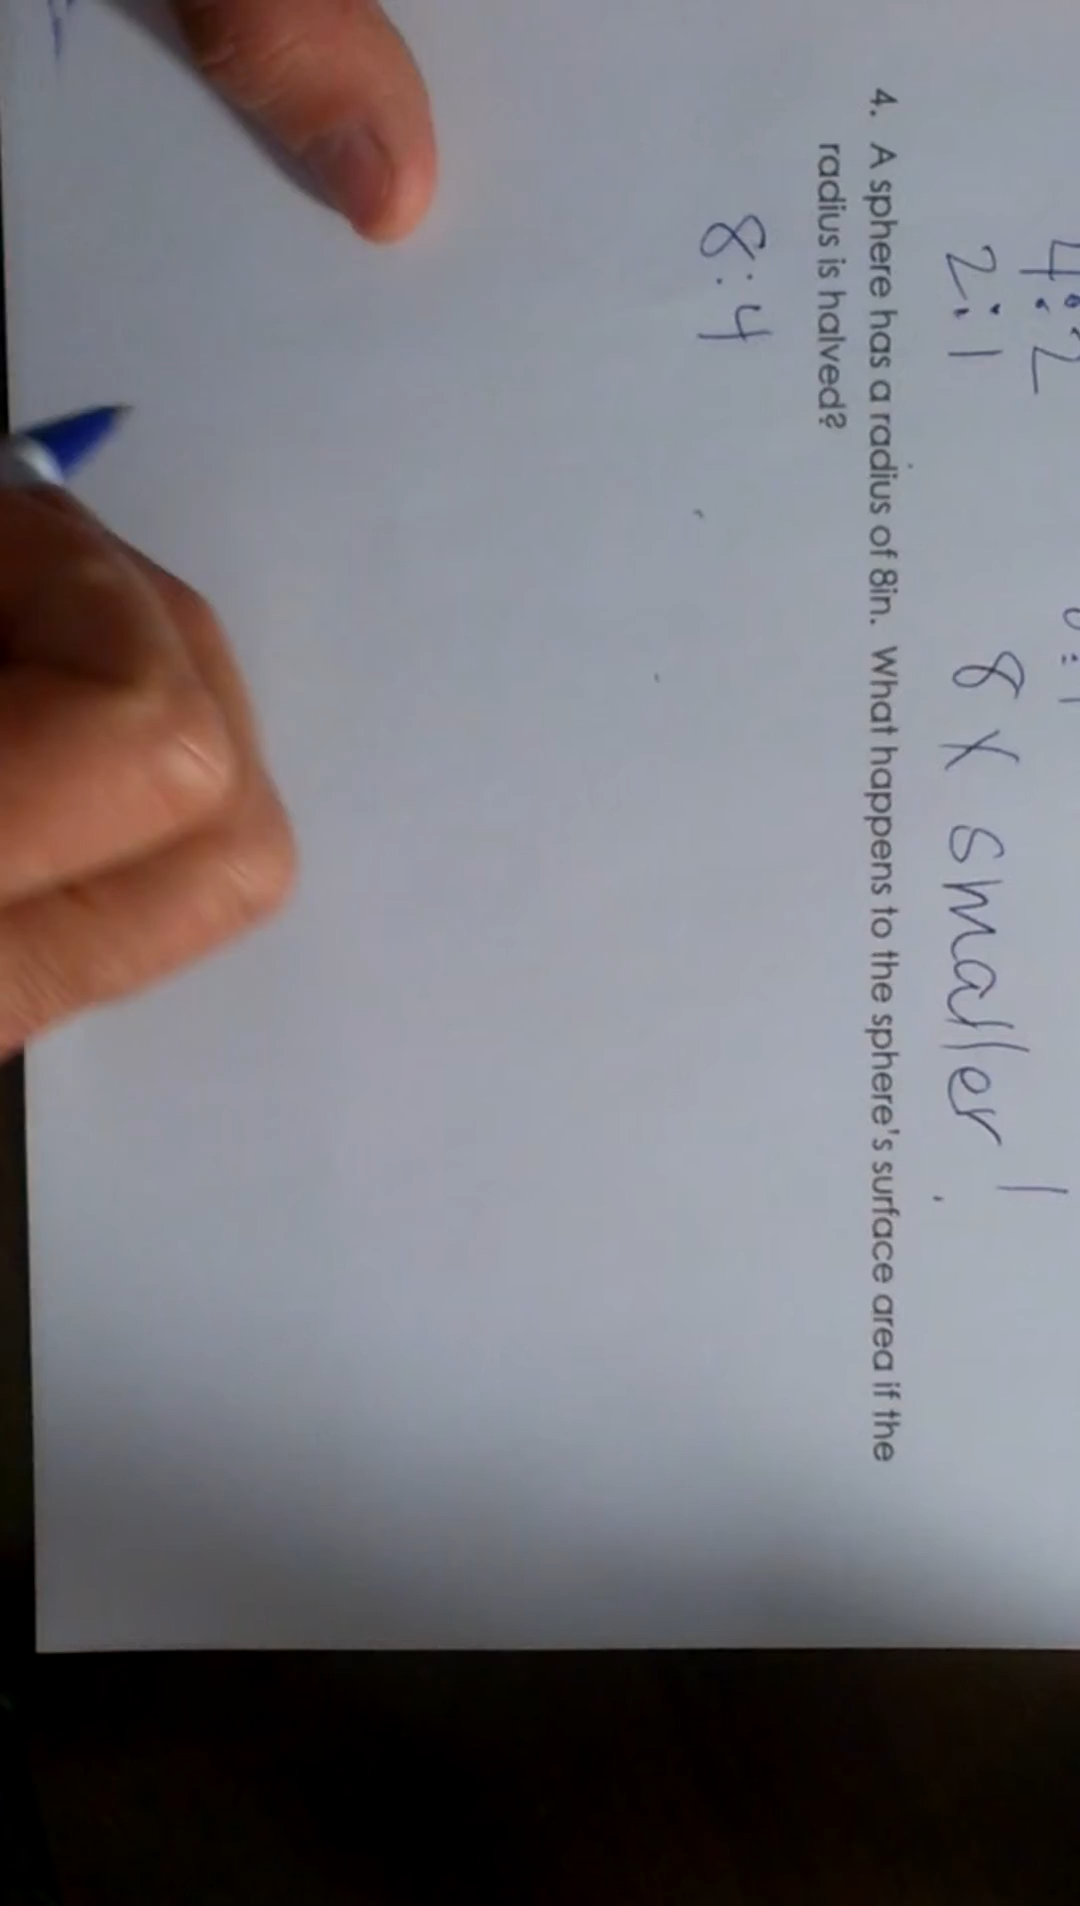 4:2
2:1
8 x smaller!
4. A sphere has a radius of 8in. What happens to the sphere's surface area if the
radius is halved?
8:4